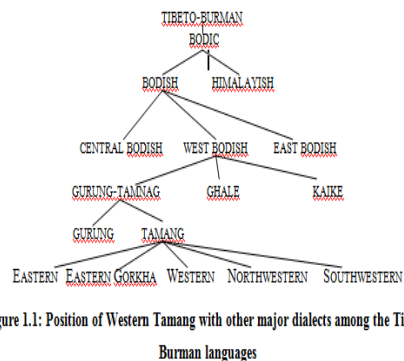 TIBETO-BURMAN
BODIC
BODISH HIMALAYISH
CENTRAL BODISH WEST BODISH EAST BODISH
GURUNG-TAMNAG GHALE KAIKE
GURUNG TAMANG
EASTERN EASTERN GORKHA WESTERN NORTHWESTERN SOUTHWESTERN
gure 1.1: Position of Western Tamang with other major dialects among the Ti
Burman languages